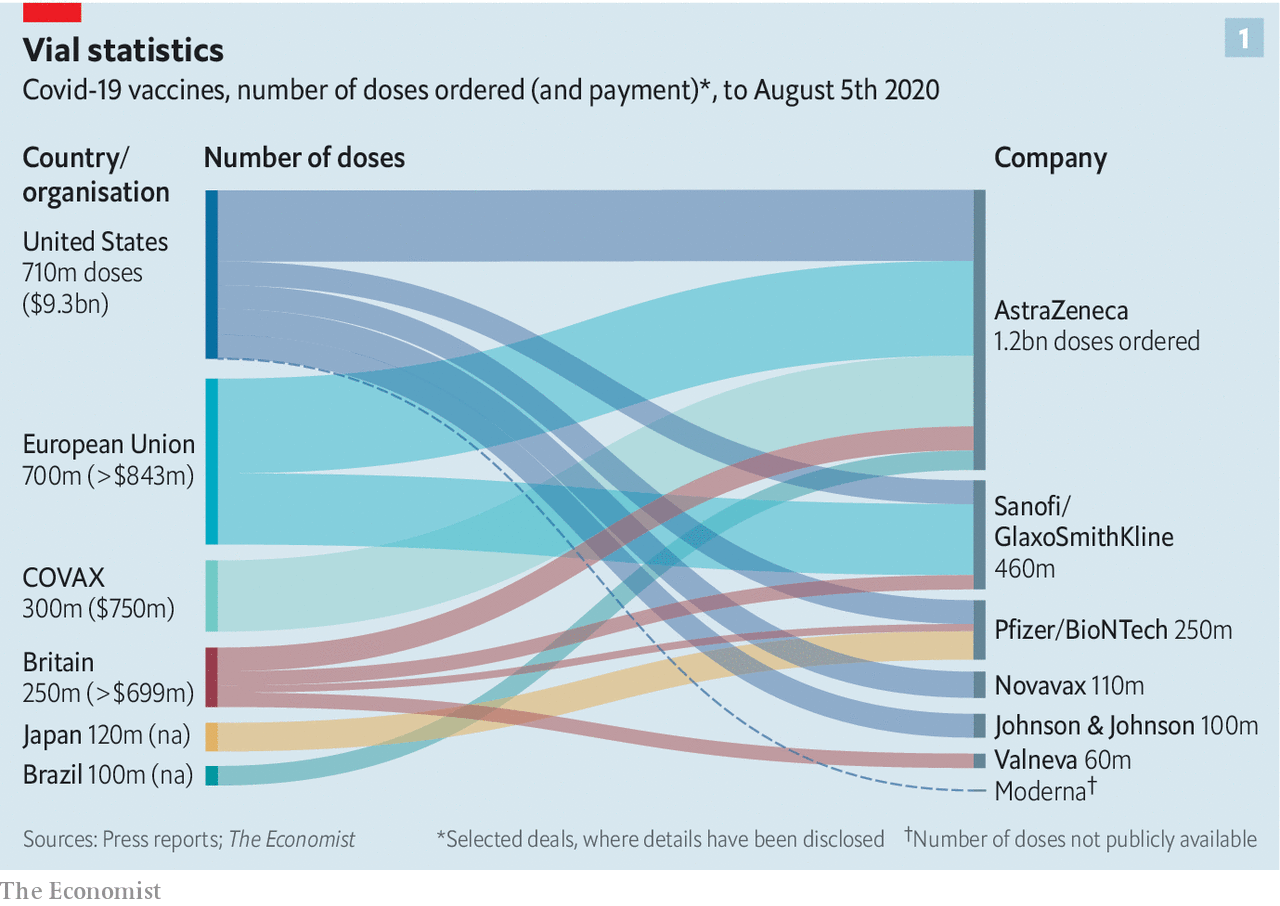 1
Vial statistics
Covid-19 vaccines, number of doses ordered (and payment)*, to August 5th 2020
Country/
organisation
Number of doses
Company
United States
710m doses
($9.3bn)
European Union
700m (>$843m)
COVAX
300m ($750m)
Britain
250m (>$699m)
Japan 120m (na)
Brazil 100m (na)
AstraZeneca
1.2bn doses ordered
Sanofi/
GlaxoSmithKline
460m
Pfizer/BioNTech 250m
Novavax 110m
Johnson & Johnson 100m
Valneva 60m
Moderna†
Sources: Press reports; The Economist
*Selected deals, where details have been disclosed
†Number of doses not publicly available
The Economist